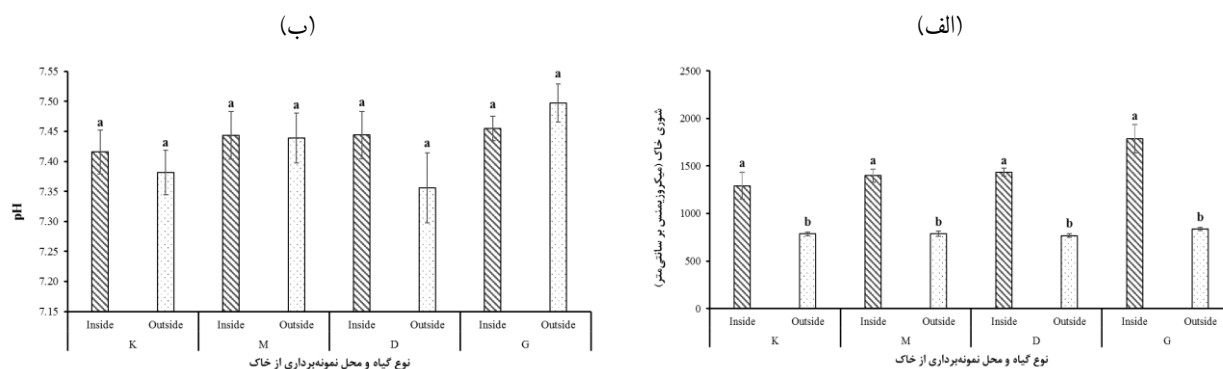 (الف)
شوری خاک (میکروزیمنس بر سانتی‌متر)
2500
2000
1500
1000
500
0
a
b
a
b
a
b
a
b
Inside Outside Inside Outside Inside Outside Inside Outside
K M D G
نوع گیاه و محل نمونه‌برداری از خاک
(ب)
pH
7.55
7.50
7.45
7.40
7.35
7.30
7.25
7.20
7.15
a
a
a
a
a
a
a
a
Inside Outside Inside Outside Inside Outside Inside Outside
K M D G
نوع گیاه و محل نمونه‌برداری از خاک